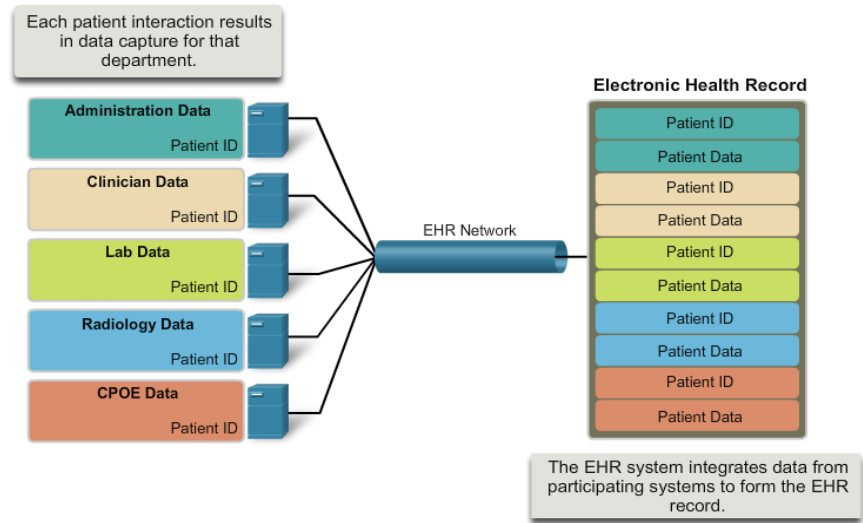 Each patient interaction results
in data capture for that
department.
Administration Data
Patient ID
Clinician Data
Patient ID
Lab Data
Patient ID
Radiology Data
Patient ID
CPOE Data
Patient ID
EHR Network
Electronic Health Record
Patient ID
Patient Data
Patient ID
Patient Data
Patient ID
Patient Data
Patient ID
Patient Data
Patient ID
Patient Data
The EHR system integrates data from
participating systems to form the EHR
record.